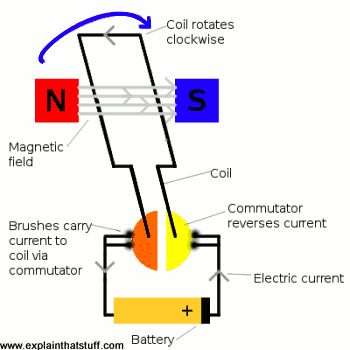 Coil rotates
clockwise
N
S
Magnetic
field
Coil
Brushes carry
current to
coil via
commutator
Commutator
reverses current
Electric current
+
Battery
www.explainthatstuff.com